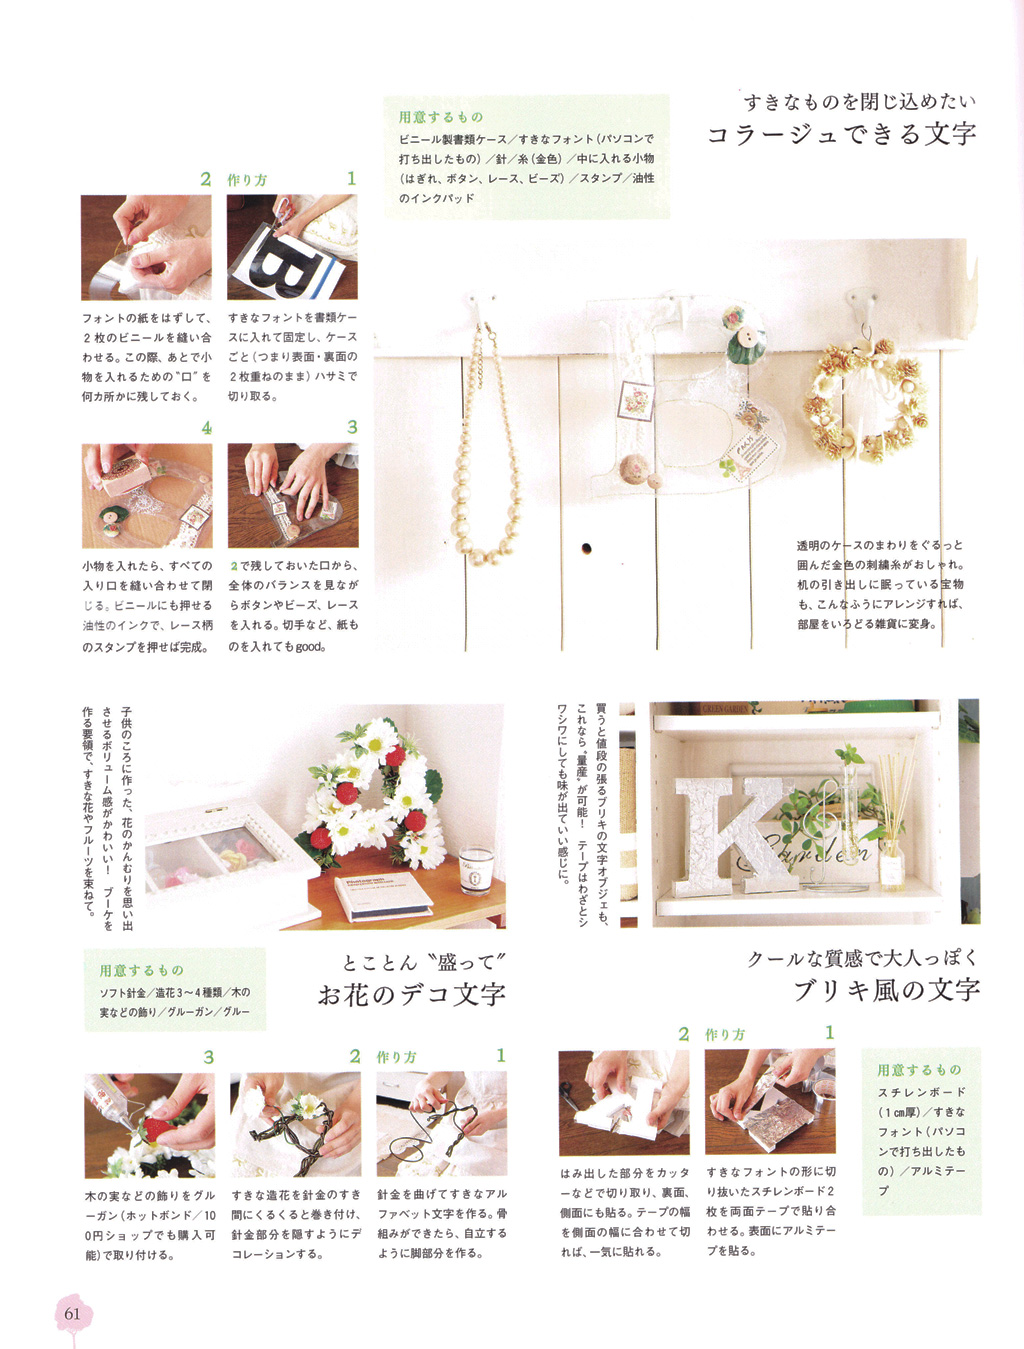 すきなものを閉じ込めたい
コラージュできる文字
用意するもの
ビニール製書類ケース／すきなフォント（パソコンで
打ち出したもの）／針／糸（金色）／中に入れる小物
（はぎれ、ボタン、レース、ビーズ）／スタンプ／油性
のインクパッド
作り方
1
すきなフォントを書類ケー
スに入れて固定し、ケース
ごと（つまり表面・裏面の
２枚重ねのまま）ハサミで
切り取る。
2
フォントの紙をはずして、
２枚のビニールを縫い合
わせる。この際、あとで小
物を入れるための〝口〟を
何カ所かに残しておく。
3
2で残しておいた口から、
全体のバランスを見なが
らボタンやビーズ、レース
を入れる。切手など、紙も
のを入れてもgood。
4
小物を入れたら、すべての
入り口を縫い合わせて閉
じる。ビニールにも押せる
油性のインクで、レース柄
のスタンプを押せば完成。
B
透明のケースのまわりをぐるっと
囲んだ金色の刺繍糸がおしゃれ。
机の引き出しに眠っている宝物
も、こんなふうにアレンジすれば、
部屋をいろどる雑貨に変身。
買うと値段の張るブリキの文字オブジェも、
これなら〝量産〟が可能！　テープはわざとシ
ワシワにしても味が出ていい感じに。
GREEN GARDEN
K
Garden
クールな質感で大人っぽく
ブリキ風の文字
用意するもの
スチレンボード
（１㎝厚）／すきな
フォント（パソコ
ンで打ち出したも
の）／アルミテー
プ
作り方
1
すきなフォントの形に切
り抜いたスチレンボード２
枚を両面テープで貼り合
わせる。表面にアルミテー
プを貼る。
2
はみ出した部分をカッタ
ーなどで切り取り、裏面、
側面にも貼る。テープの幅
を側面の幅に合わせて切
れば、一気に貼れる。
子供のころに作った、花のかんむりを思い出
させるボリューム感がかわいい！　ブーケを
作る要領で、すきな花やフルーツを束ねて。
Photograph
とことん〝盛って〟
お花のデコ文字
用意するもの
ソフト針金／造花３〜４種類／木の
実などの飾り／グルーガン／グルー
作り方
1
針金を曲げてすきなアル
ファベット文字を作る。骨
組みができたら、自立する
ように脚部分を作る。
2
すきな造花を針金のすき
間にくるくると巻き付け、
針金部分を隠すようにデ
コレーションする。
3
木の実などの飾りをグル
ーガン（ホットボンド／10
0円ショップでも購入可
能）で取り付ける。
61